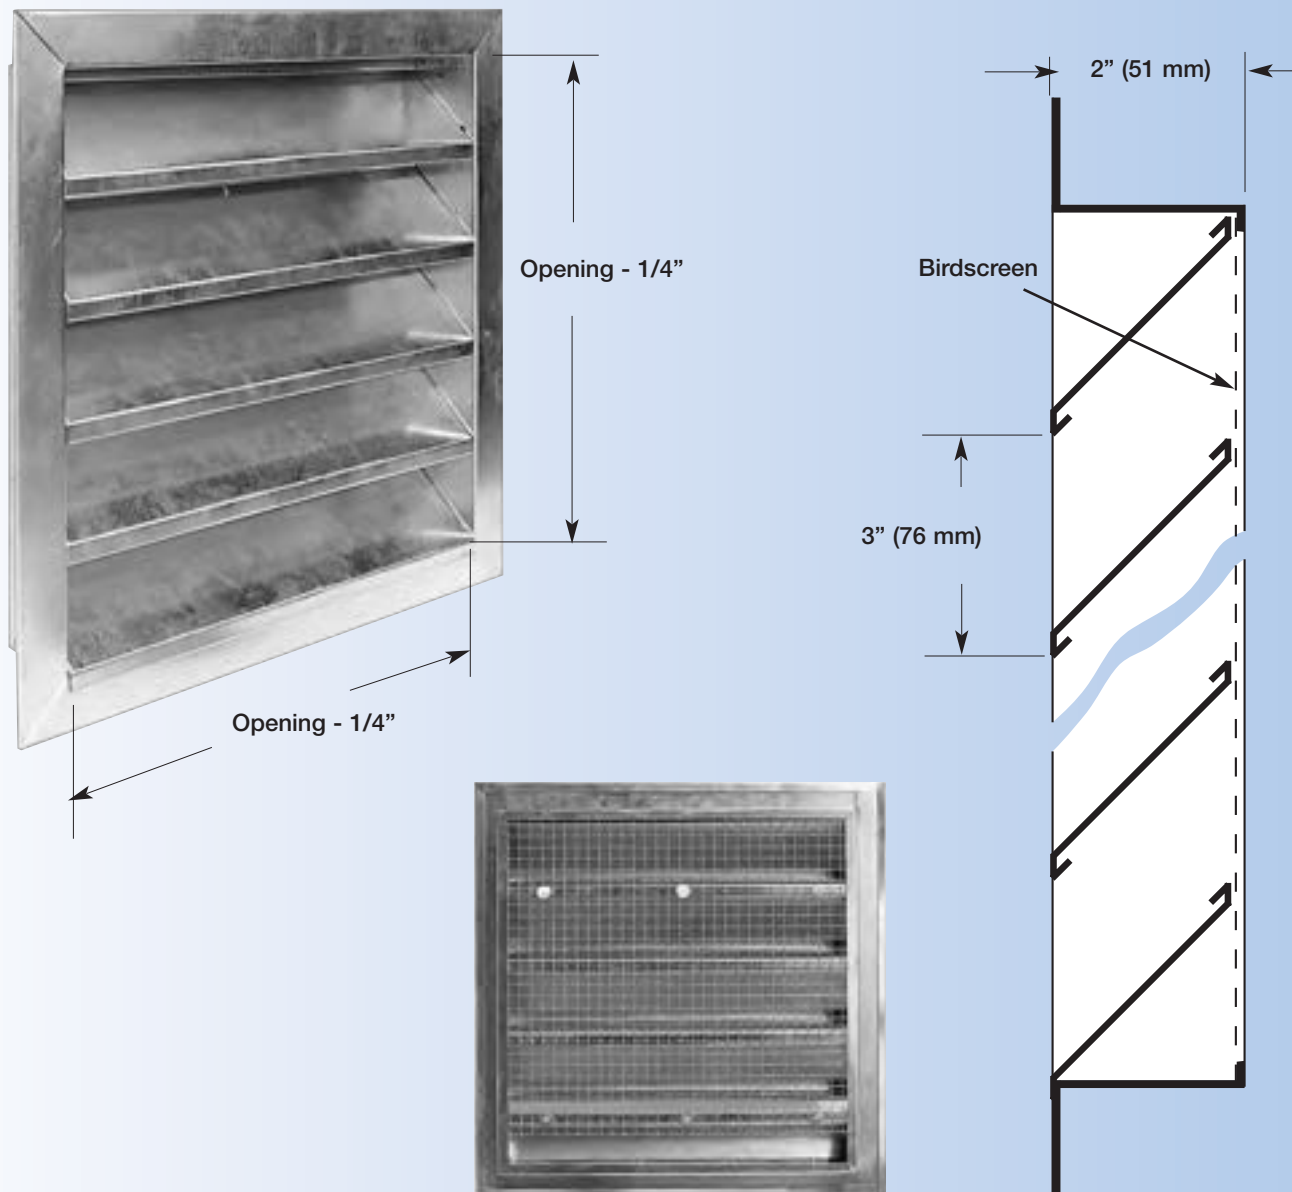 2” (51 mm)
Opening - 1/4”
Birdscreen
3” (76 mm)
Opening - 1/4”